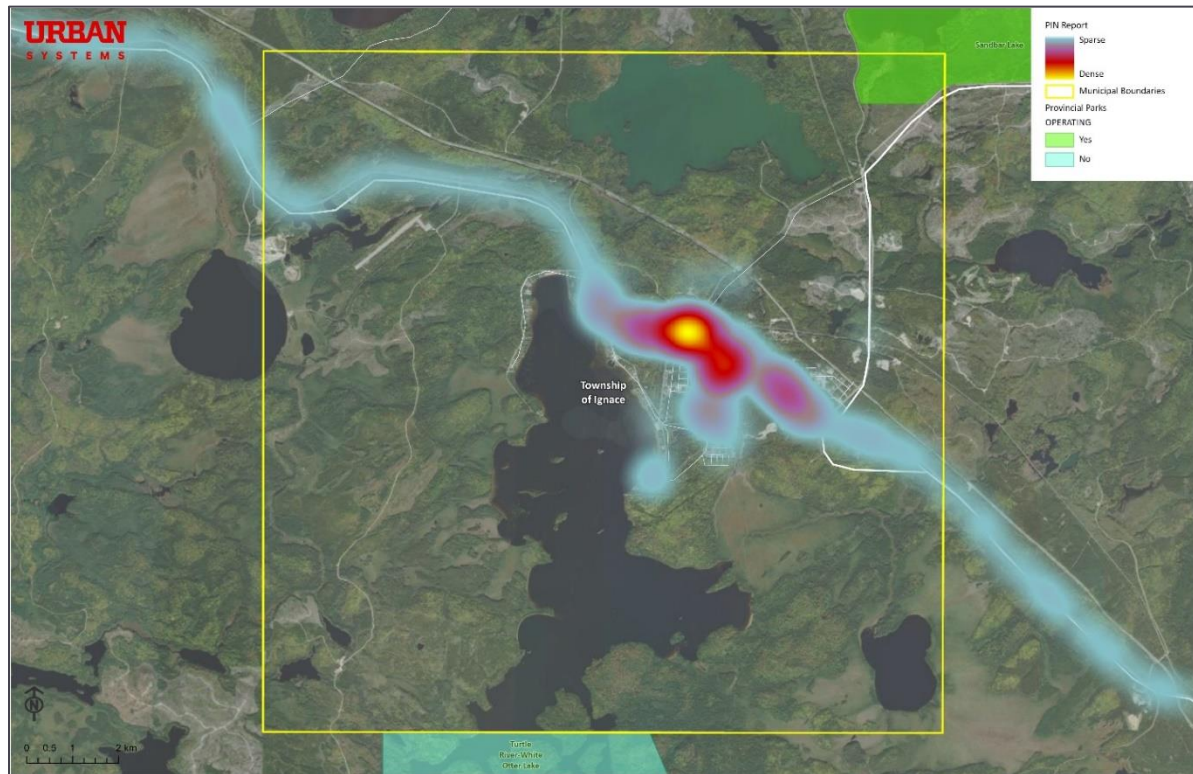 URBAN
SYSTEMS
PIN Report
Sparse
Dense
Municipal Boundaries
Provincial Parks
OPERATING
Yes
No
Sandbar Lake
Township
of Ignace
N
0 0.5 1 2 km
Turtle
River-White
Otter Lake